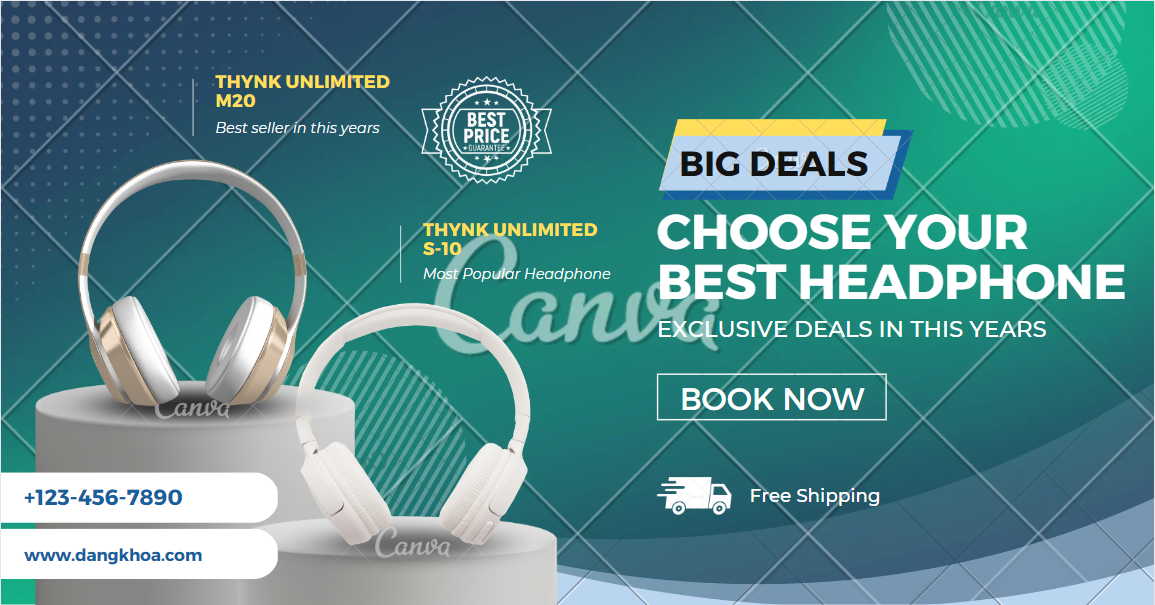 THYNK UNLIMITED
M20
Best seller in this years
BEST
PRICE
GUARANTEE
THYNK UNLIMITED
S-10
Most Popular Headphone
BIG DEALS
CHOOSE YOUR
BEST HEADPHONE
EXCLUSIVE DEALS IN THIS YEARS
BOOK NOW
Free Shipping
+123-456-7890
www.dangkhoa.com
Canva
Canva
Canva